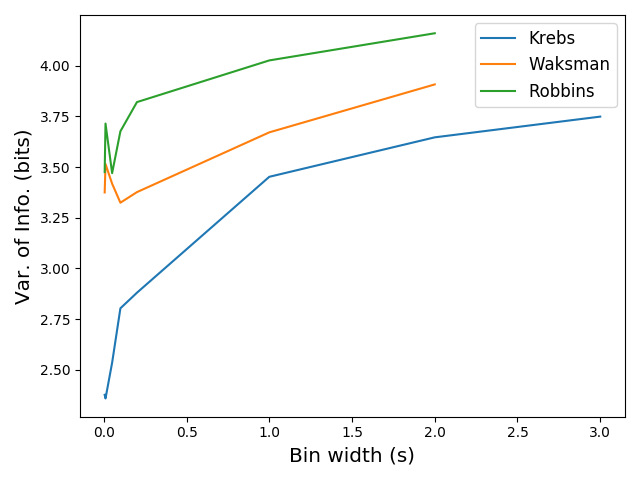 Krebs
Waksman
Robbins
4.00
3.75
3.50
3.25
3.00
2.75
2.50
Var. of Info. (bits)
0.0 0.5 1.0 1.5 2.0 2.5 3.0
Bin width (s)